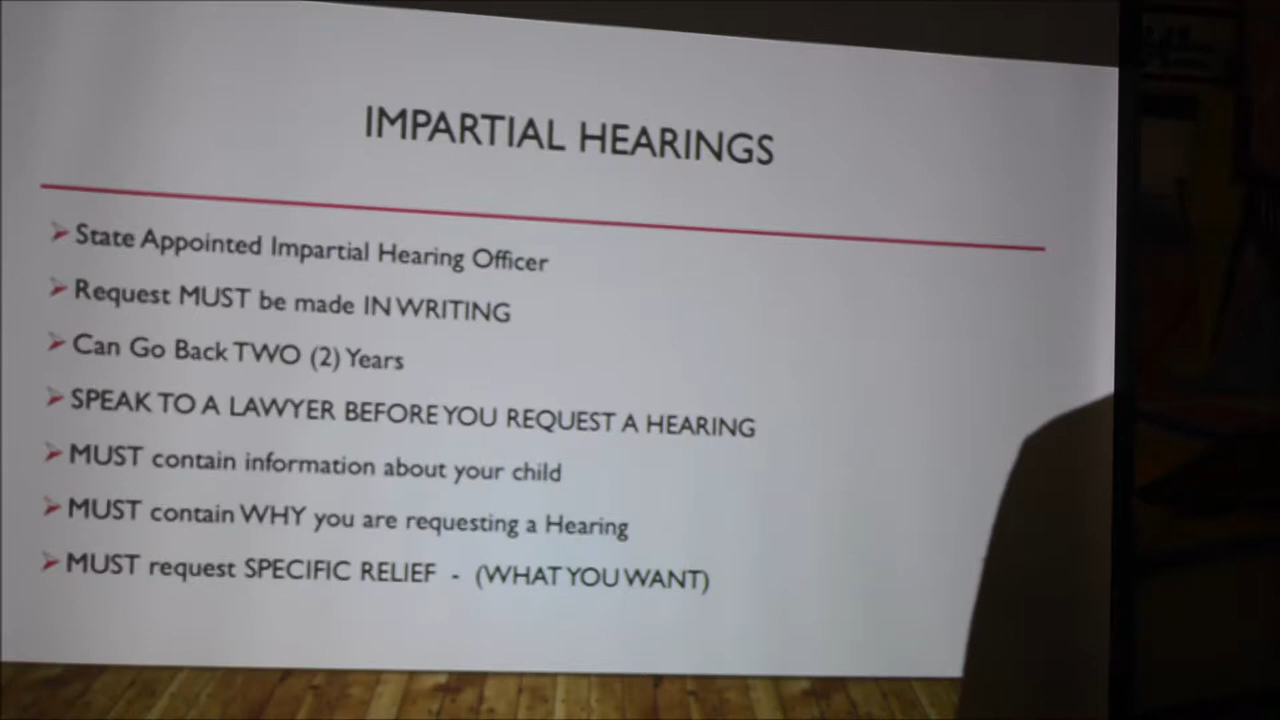 IMPARTIAL HEARINGS
State Appointed Impartial Hearing Officer
Request MUST be made IN WRITING
Can Go Back TWO (2) Years
SPEAK TO A LAWYER BEFORE YOU REQUEST A HEARING
MUST contain information about your child
MUST contain WHY you are requesting a Hearing
MUST request SPECIFIC RELIEF - (WHAT YOU WANT)